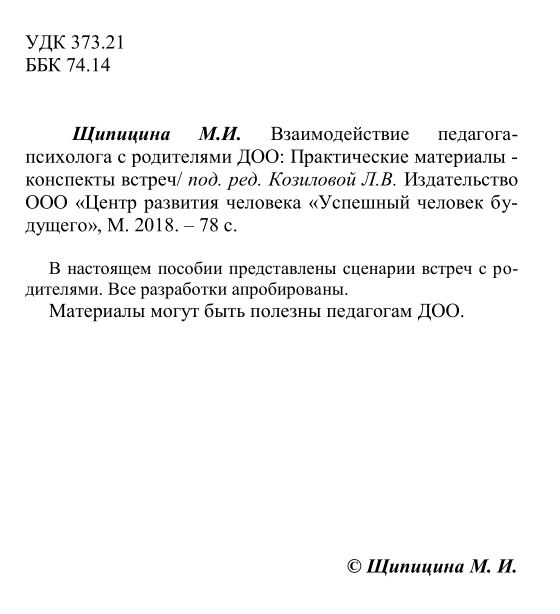 УДК 373.21
ББК 74.14
Щипицина М.И. Взаимодействие педагога-
психолога с родителями ДОО: Практические материалы -
конспекты встреч/ под. ред. Козиловой Л.В. Издательство
ООО «Центр развития человека «Успешный человек бу-
дущего», М. 2018. – 78 с.
В настоящем пособии представлены сценарии встреч с ро-
дителями. Все разработки апробированы.
Материалы могут быть полезны педагогам ДОО.
© Щипицина М. И.